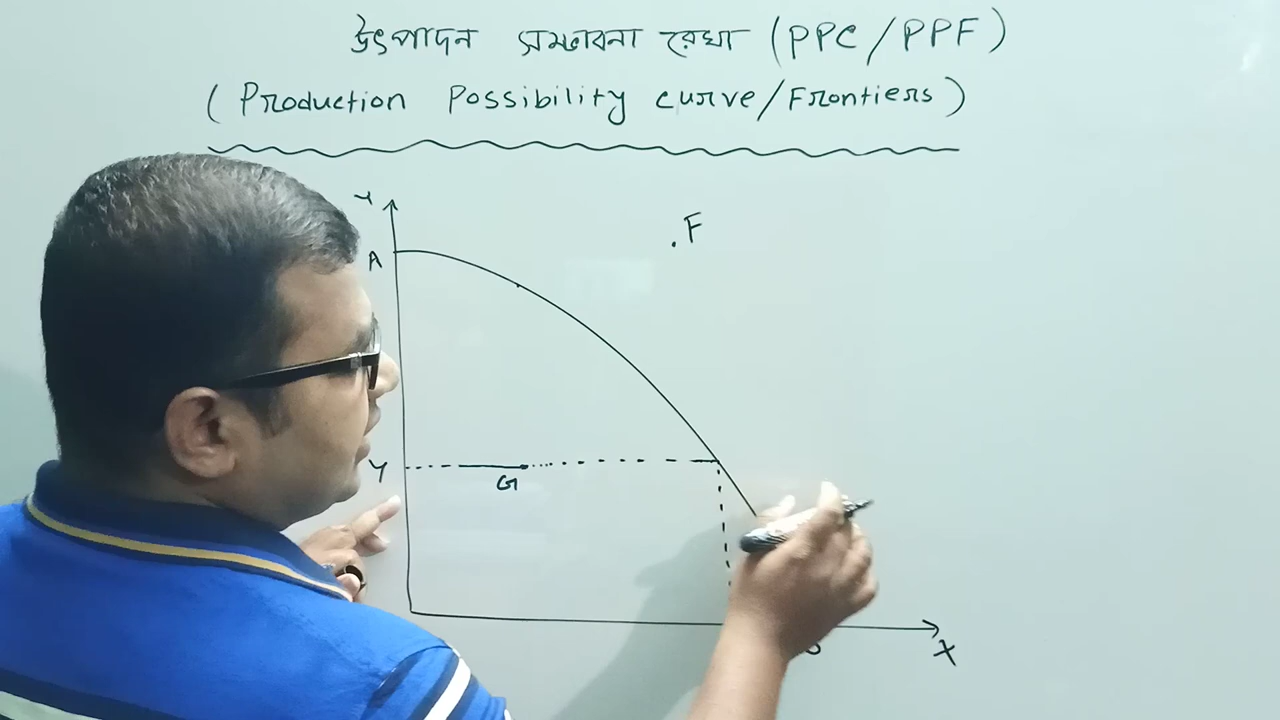 উৎপাদন সম্ভাবনা রেখা (PPC/PPF)
(Production Possibility curve/Frontiers)
Y
.F
A
Y
G
X